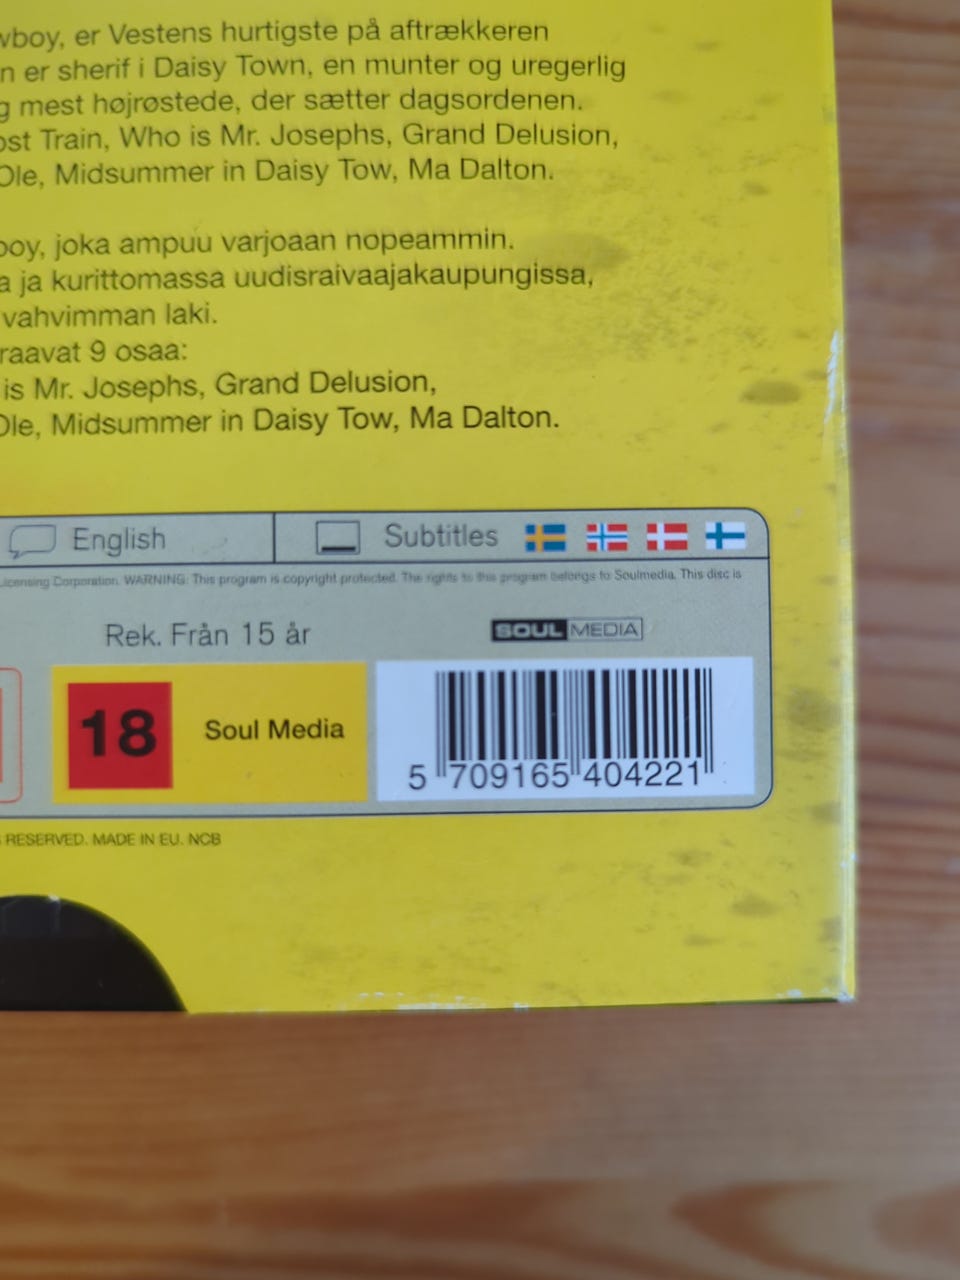 wboy, er Vestens hurtigste på aftrækkeren
n er sherif i Daisy Town, en munter og uregerlig
g mest højrøstede, der sætter dagsordenen.
ost Train, Who is Mr. Josephs, Grand Delusion,
Ole, Midsummer in Daisy Tow, Ma Dalton.
boy, joka ampuu varjoaan nopeammin.
a ja kurittomassa uudisraivaajakaupungissa,
vahvimman laki.
raavat 9 osaa:
is Mr. Josephs, Grand Delusion,
Ole, Midsummer in Daisy Tow, Ma Dalton.
English Subtitles
Licensing Corporation. WARNING: This program is copyright protected. The rights to this program belongs to Soulmedia. This disc is
Rek. Från 15 år
SOUL MEDIA
18 Soul Media
5 709165 404221
RESERVED. MADE IN EU. NCB